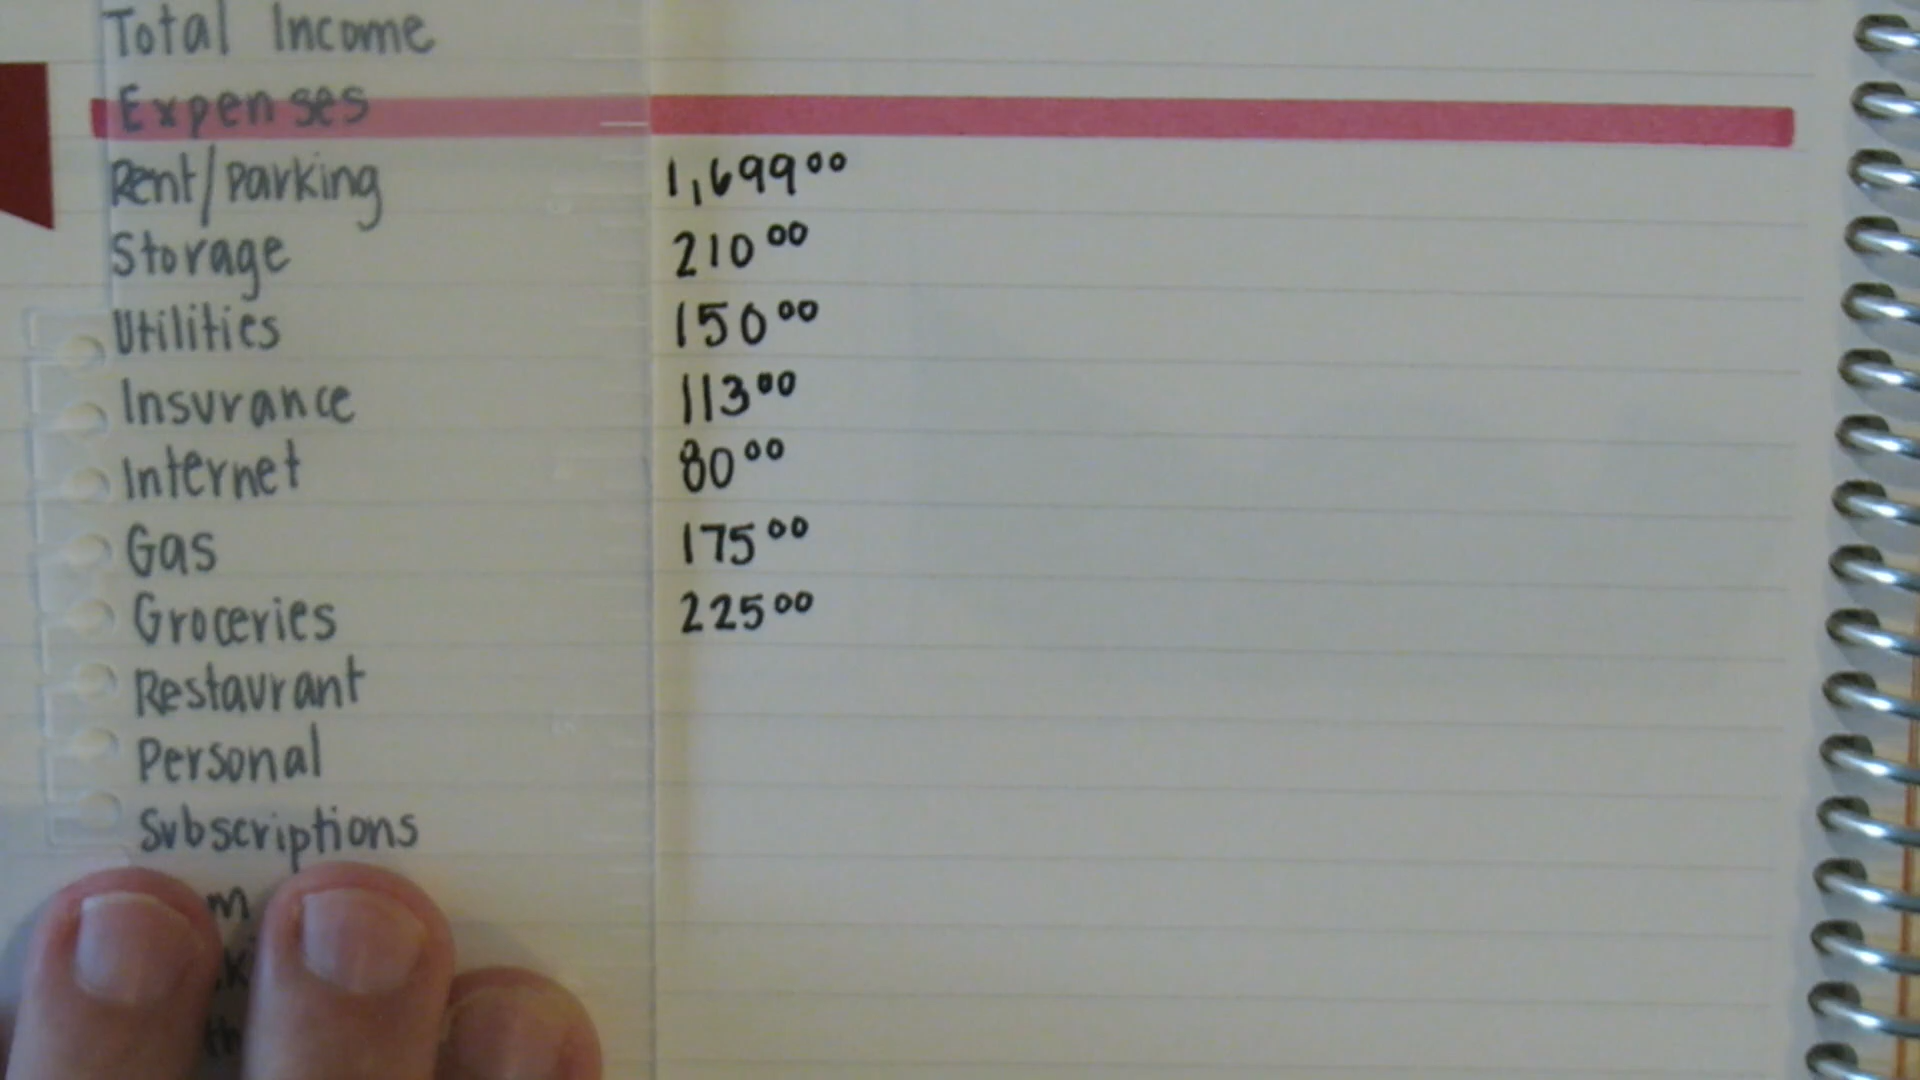 Total Income
Expenses
Rent/parking 1,699.00
Storage 210.00
Utilities 150.00
Insurance 113.00
Internet 80.00
Gas 175.00
Groceries 225.00
Restaurant
Personal
Subscriptions